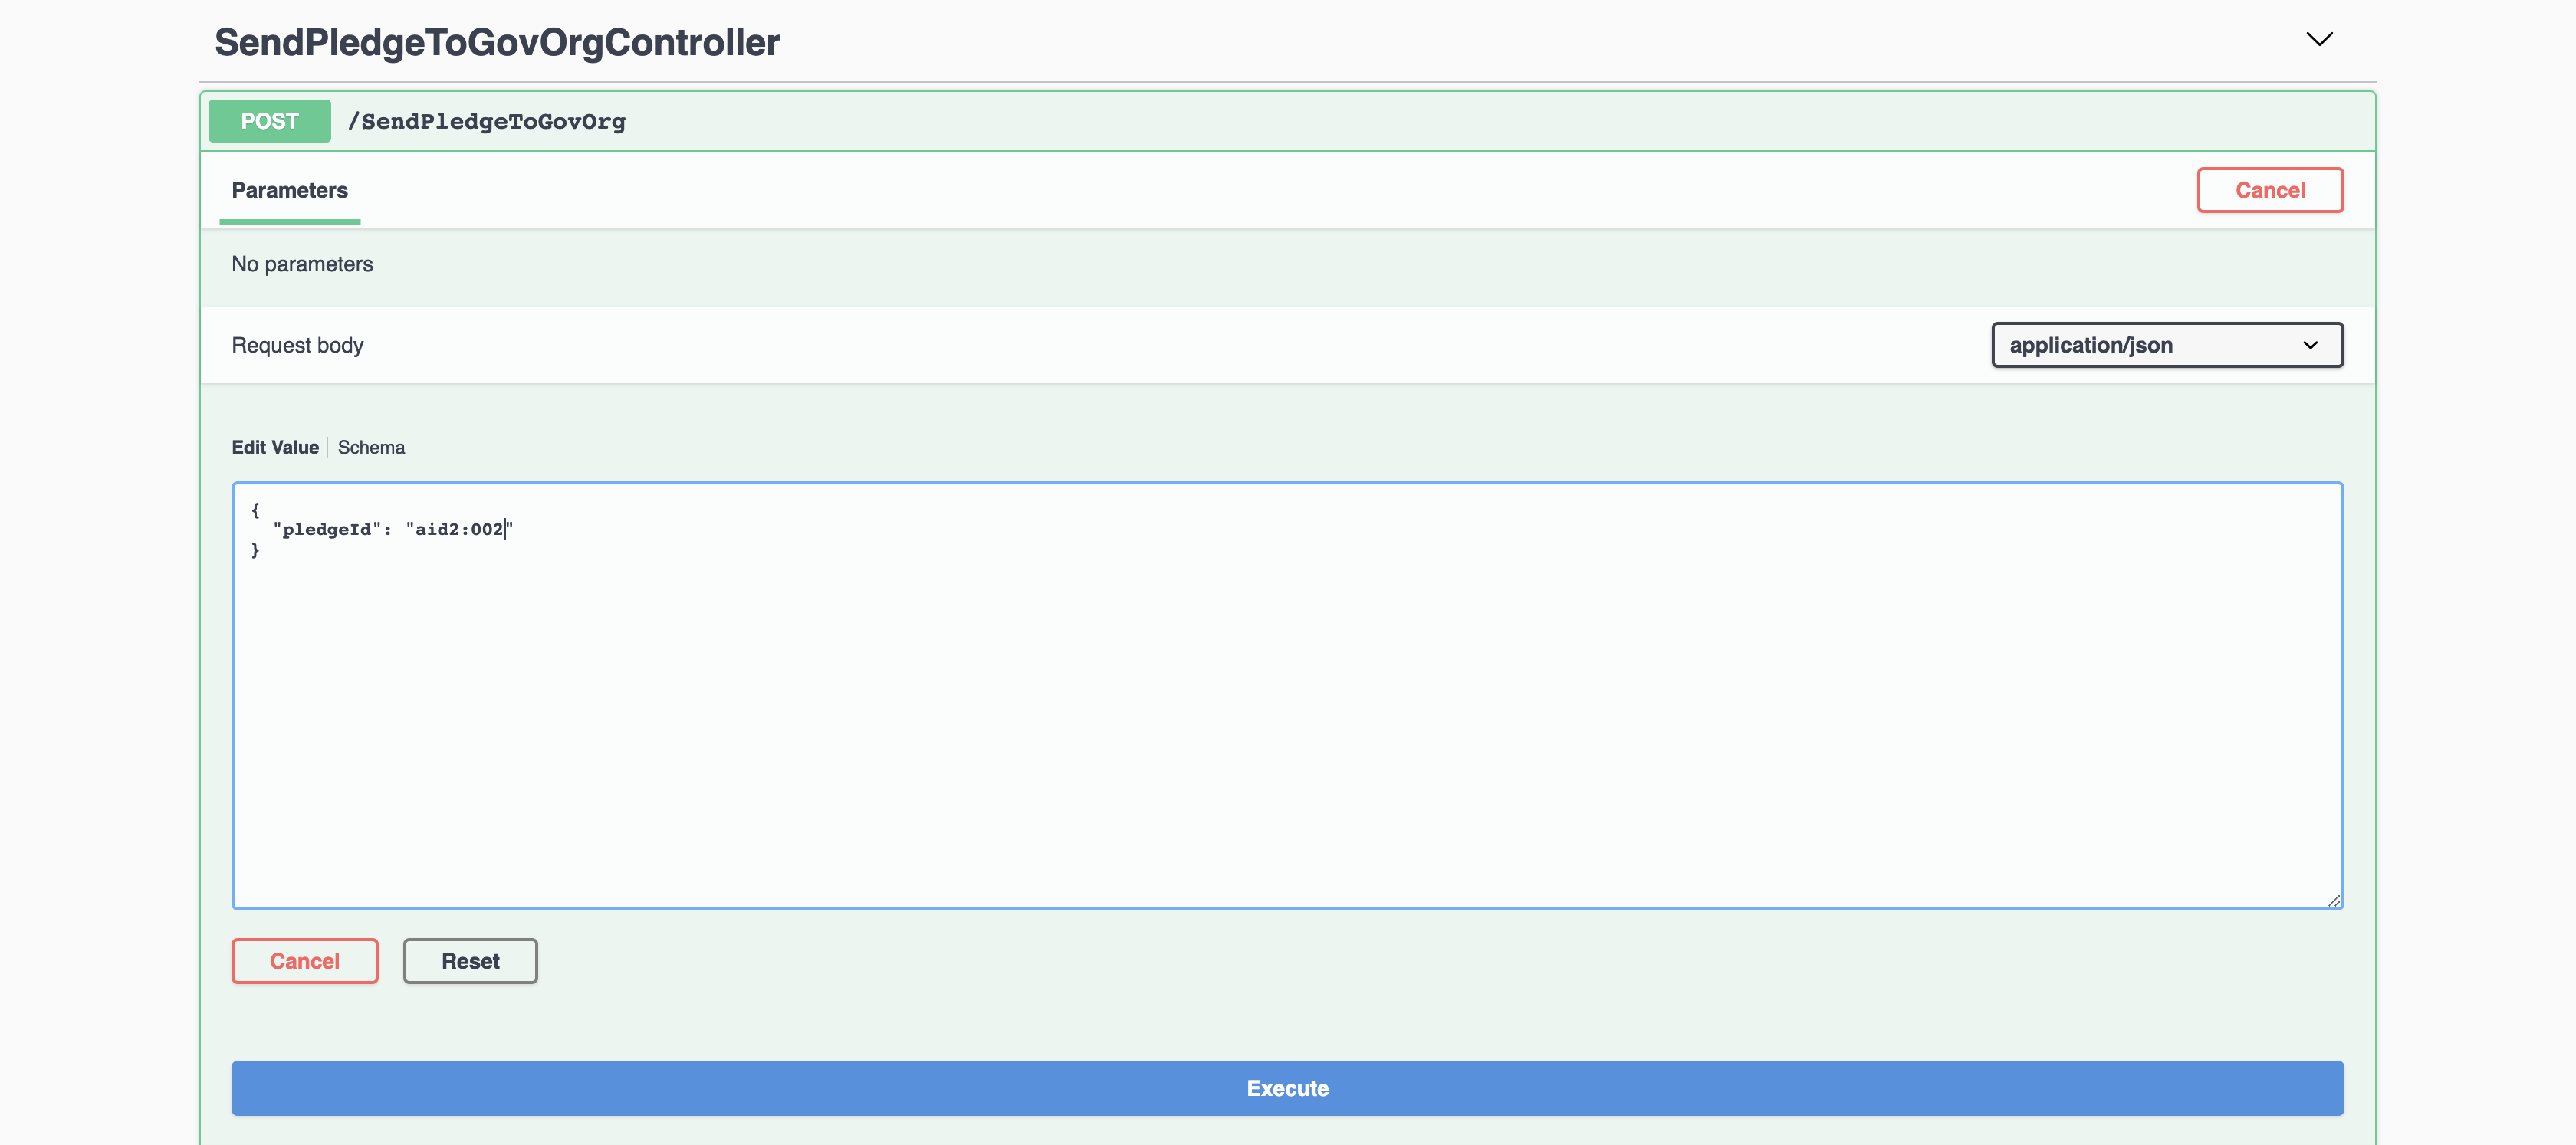 SendPledgeToGovOrgController
POST /SendPledgeToGovOrg
Parameters Cancel
No parameters
Request body application/json
Edit Value | Schema
{
  "pledgeId": "aid2:002"
}
Cancel Reset
Execute